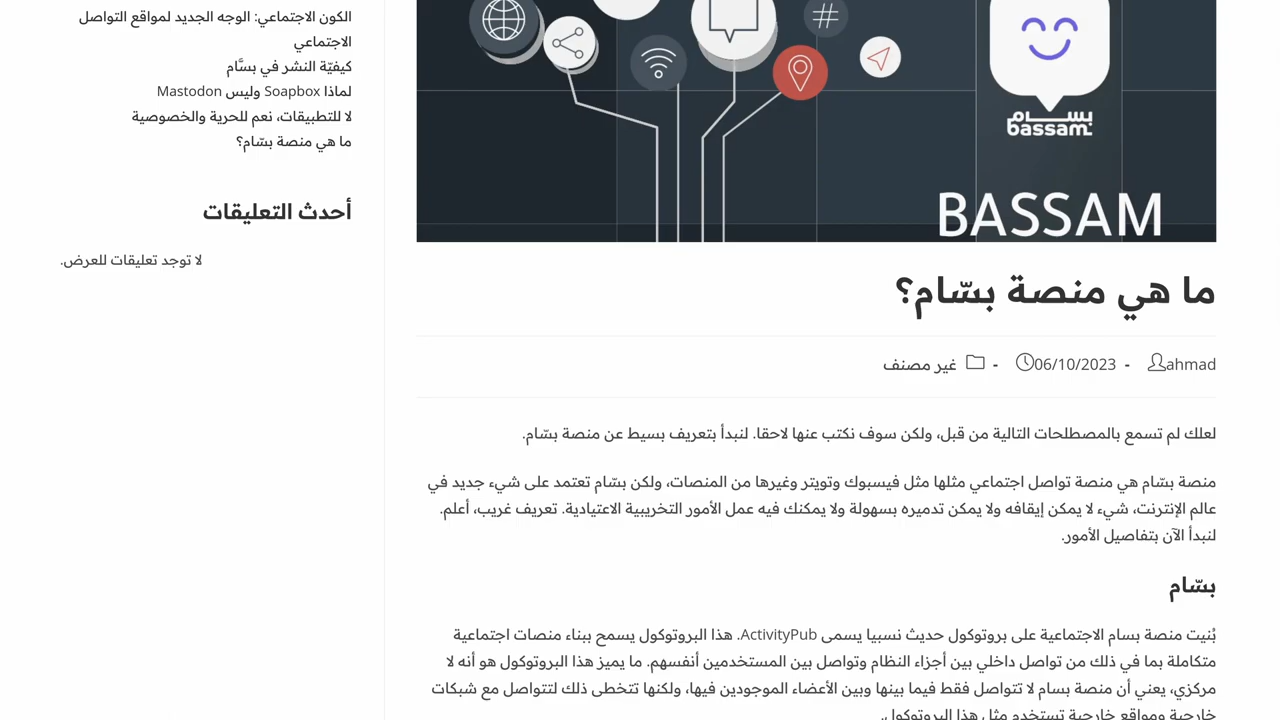 بسام
bassam
BASSAM
ما هي منصة بسّام؟
ahmad - 06/10/2023 - غير مصنف
لعلك لم تسمع بالمصطلحات التالية من قبل، ولكن سوف نكتب عنها لاحقا. لنبدأ بتعريف بسيط عن منصة بسّام.
منصة بسّام هي منصة تواصل اجتماعي مثلها مثل فيسبوك وتويتر وغيرها من المنصات، ولكن بسّام تعتمد على شيء جديد في
عالم الإنترنت، شيء لا يمكن إيقافه ولا يمكن تدميره بسهولة ولا يمكنك فيه عمل الأمور التخريبية الاعتيادية. تعريف غريب، أعلم.
لنبدأ الآن بتفاصيل الأمور.
بسّام
بُنيت منصة بسام الاجتماعية على بروتوكول حديث نسبيا يسمى ActivityPub. هذا البروتوكول يسمح ببناء منصات اجتماعية
متكاملة بما في ذلك من تواصل داخلي بين أجزاء النظام وتواصل بين المستخدمين أنفسهم. ما يميز هذا البروتوكول هو أنه لا
مركزي، يعني أن منصة بسام لا تتواصل فقط فيما بينها وبين الأعضاء الموجودين فيها، ولكنها تتخطى ذلك لتتواصل مع شبكات
خارجية ومواقع خارجية تستخدم مثل هذا البروتوكول.
الكون الاجتماعي: الوجه الجديد لمواقع التواصل
الاجتماعي
كيفيّة النشر في بسَّام
لماذا Soapbox وليس Mastodon
لا للتطبيقات، نعم للحرية والخصوصية
ما هي منصة بسّام؟
أحدث التعليقات
لا توجد تعليقات للعرض.